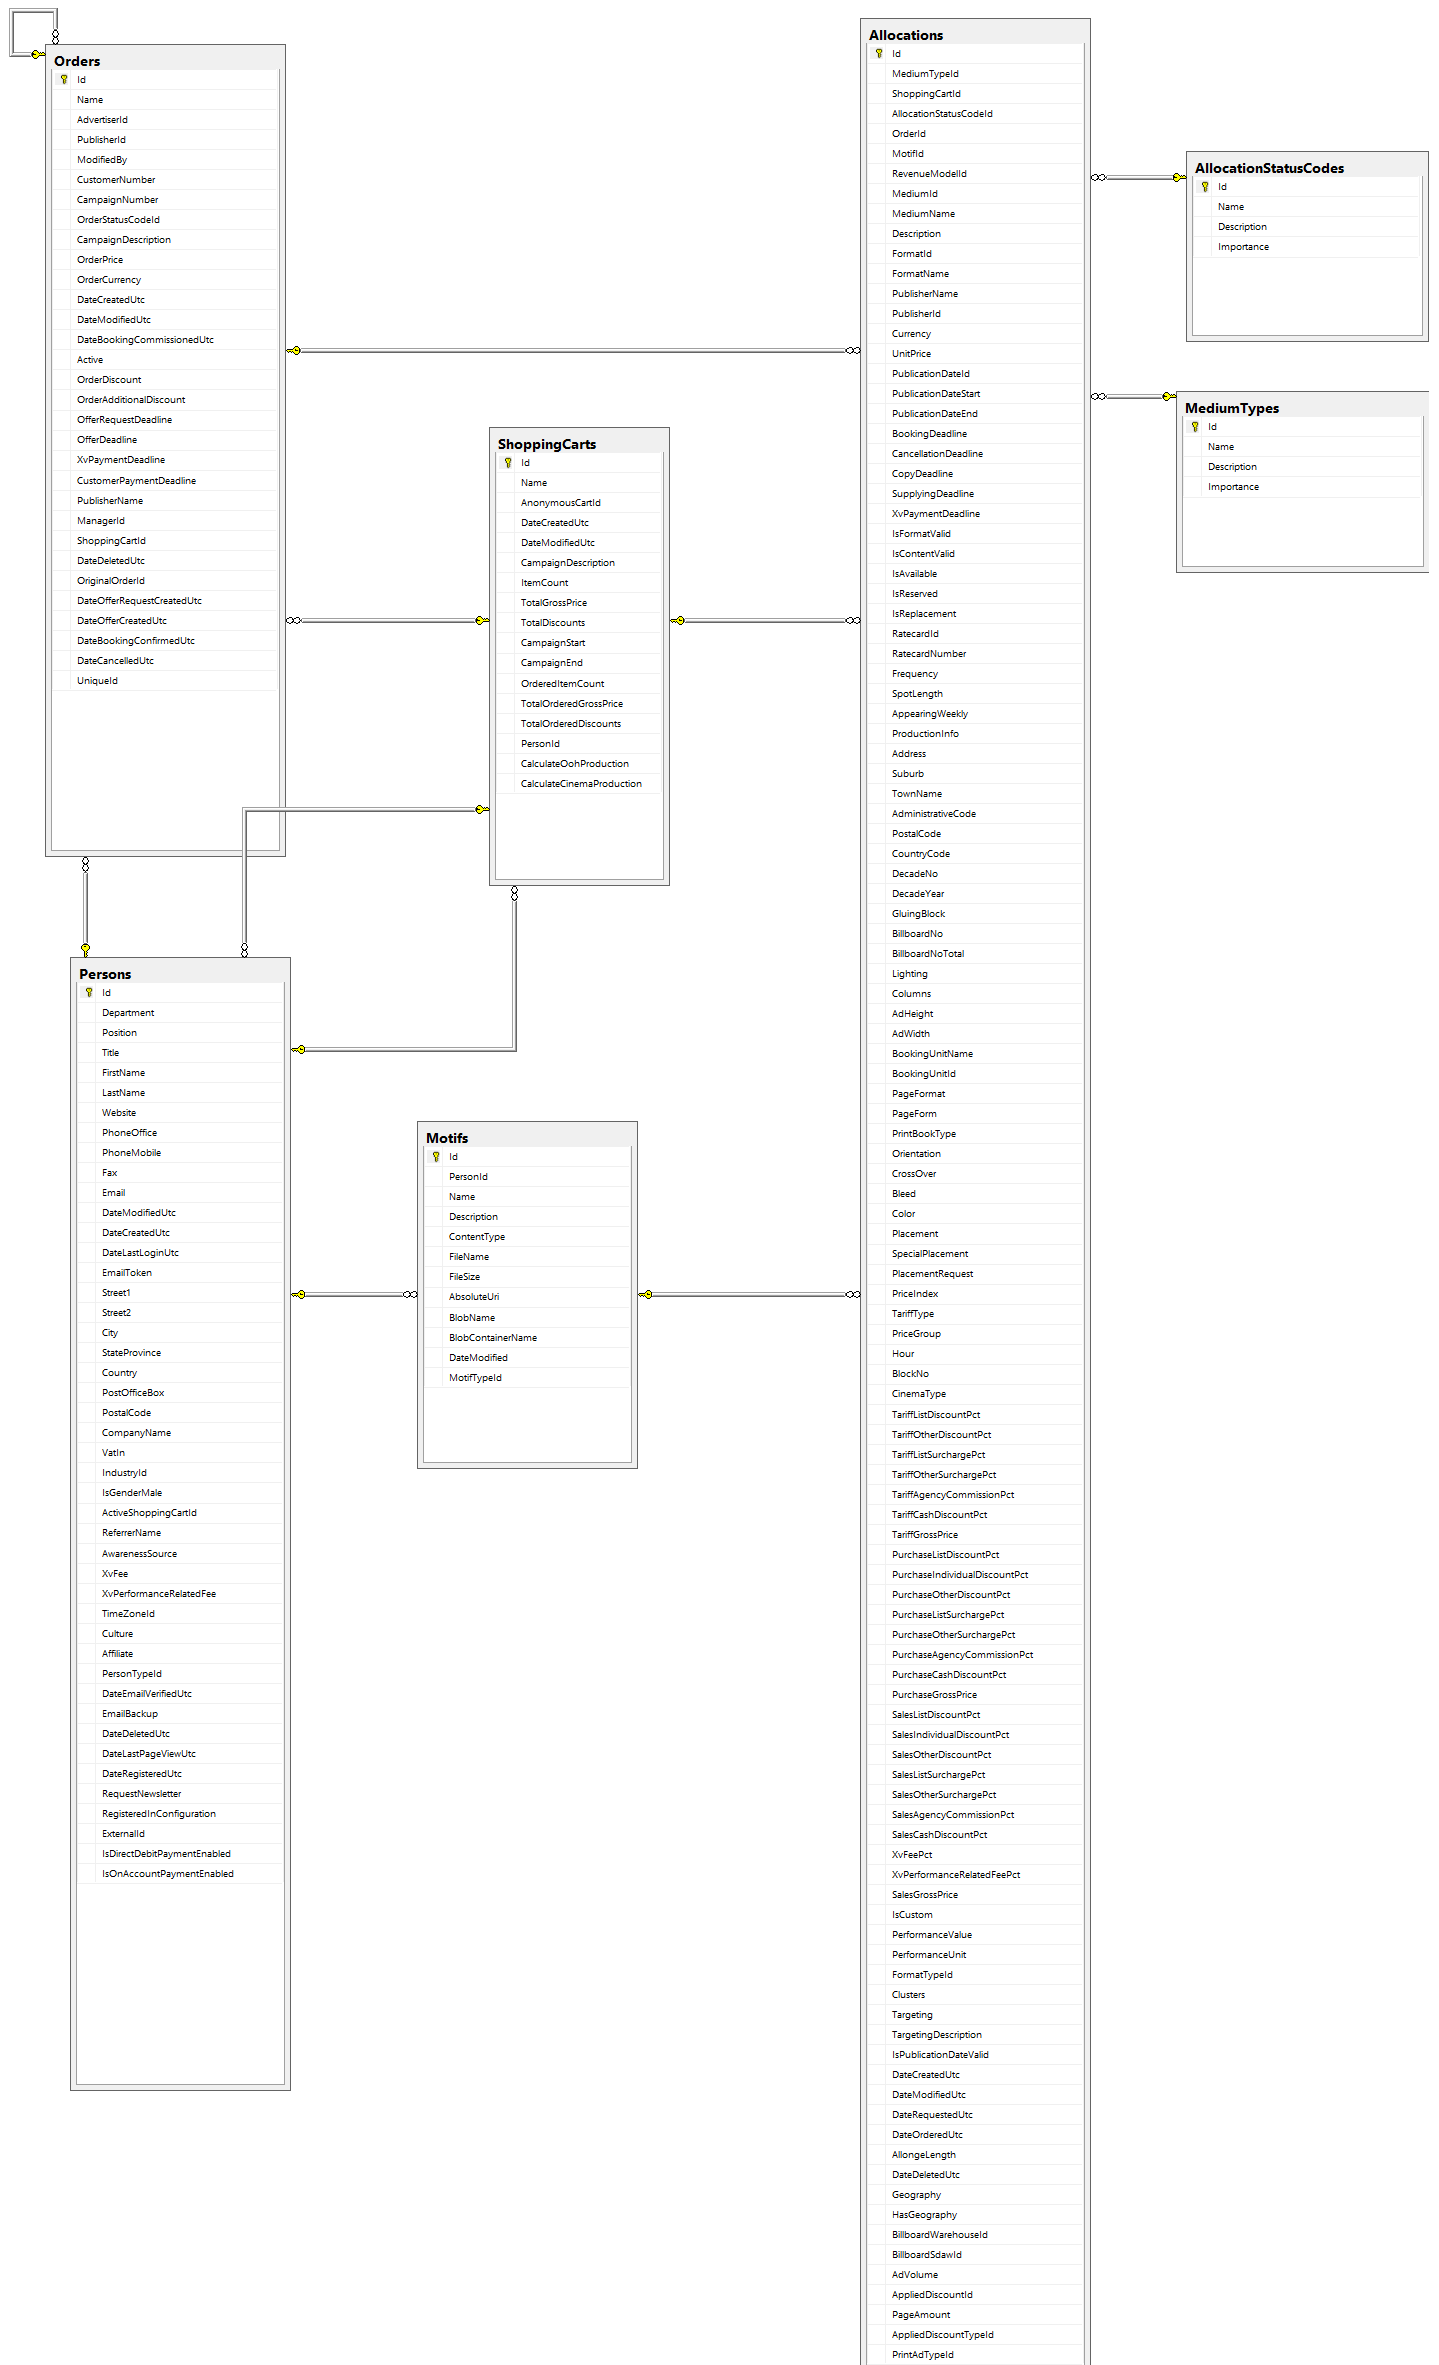 Orders
Id
Name
AdvertiserId
PublisherId
ModifiedBy
CustomerNumber
CampaignNumber
OrderStatusCodeId
CampaignDescription
OrderPrice
OrderCurrency
DateCreatedUtc
DateModifiedUtc
DateBookingCommissionedUtc
Active
OrderDiscount
OrderAdditionalDiscount
OfferRequestDeadline
OfferDeadline
XvPaymentDeadline
CustomerPaymentDeadline
PublisherName
ManagerId
ShoppingCartId
DateDeletedUtc
OriginalOrderId
DateOfferRequestCreatedUtc
DateOfferCreatedUtc
DateBookingConfirmedUtc
DateCancelledUtc
UniqueId
ShoppingCarts
Id
Name
AnonymousCartId
DateCreatedUtc
DateModifiedUtc
CampaignDescription
ItemCount
TotalGrossPrice
TotalDiscounts
CampaignStart
CampaignEnd
OrderedItemCount
TotalOrderedGrossPrice
TotalOrderedDiscounts
PersonId
CalculateOohProduction
CalculateCinemaProduction
Persons
Id
Department
Position
Title
FirstName
LastName
Website
PhoneOffice
PhoneMobile
Fax
Email
DateModifiedUtc
DateCreatedUtc
DateLastLoginUtc
EmailToken
Street1
Street2
City
StateProvince
Country
PostOfficeBox
PostalCode
CompanyName
VatIn
IndustryId
IsGenderMale
ActiveShoppingCartId
ReferrerName
AwarenessSource
XvFee
XvPerformanceRelatedFee
TimeZoneId
Culture
Affiliate
PersonTypeId
DateEmailVerifiedUtc
EmailBackup
DateDeletedUtc
DateLastPageViewUtc
DateRegisteredUtc
RequestNewsletter
RegisteredInConfiguration
ExternalId
IsDirectDebitPaymentEnabled
IsOnAccountPaymentEnabled
Motifs
Id
PersonId
Name
Description
ContentType
FileName
FileSize
AbsoluteUri
BlobName
BlobContainerName
DateModified
MotifTypeId
Allocations
Id
MediumTypeId
ShoppingCartId
AllocationStatusCodeId
OrderId
MotifId
RevenueModelId
MediumId
MediumName
Description
FormatId
FormatName
PublisherName
PublisherId
Currency
UnitPrice
PublicationDateId
PublicationDateStart
PublicationDateEnd
BookingDeadline
CancellationDeadline
CopyDeadline
SupplyingDeadline
XvPaymentDeadline
IsFormatValid
IsContentValid
IsAvailable
IsReserved
IsReplacement
RatecardId
RatecardNumber
Frequency
SpotLength
AppearingWeekly
ProductionInfo
Address
Suburb
TownName
AdministrativeCode
PostalCode
CountryCode
DecadeNo
DecadeYear
GluingBlock
BillboardNo
BillboardNoTotal
Lighting
Columns
AdHeight
AdWidth
BookingUnitName
BookingUnitId
PageFormat
PageForm
PrintBookType
Orientation
CrossOver
Bleed
Color
Placement
SpecialPlacement
PlacementRequest
PriceIndex
TariffType
PriceGroup
Hour
BlockNo
CinemaType
TariffListDiscountPct
TariffOtherDiscountPct
TariffListSurchargePct
TariffOtherSurchargePct
TariffAgencyCommissionPct
TariffCashDiscountPct
TariffGrossPrice
PurchaseListDiscountPct
PurchaseIndividualDiscountPct
PurchaseOtherDiscountPct
PurchaseListSurchargePct
PurchaseOtherSurchargePct
PurchaseAgencyCommissionPct
PurchaseCashDiscountPct
PurchaseGrossPrice
SalesListDiscountPct
SalesIndividualDiscountPct
SalesOtherDiscountPct
SalesListSurchargePct
SalesOtherSurchargePct
SalesAgencyCommissionPct
SalesCashDiscountPct
XvFeePct
XvPerformanceRelatedFeePct
SalesGrossPrice
IsCustom
PerformanceValue
PerformanceUnit
FormatTypeId
Clusters
Targeting
TargetingDescription
IsPublicationDateValid
DateCreatedUtc
DateModifiedUtc
DateRequestedUtc
DateOrderedUtc
AllongeLength
DateDeletedUtc
Geography
HasGeography
BillboardWarehouseId
BillboardSdawId
AdVolume
AppliedDiscountId
PageAmount
AppliedDiscountTypeId
PrintAdTypeId
AllocationStatusCodes
Id
Name
Description
Importance
MediumTypes
Id
Name
Description
Importance